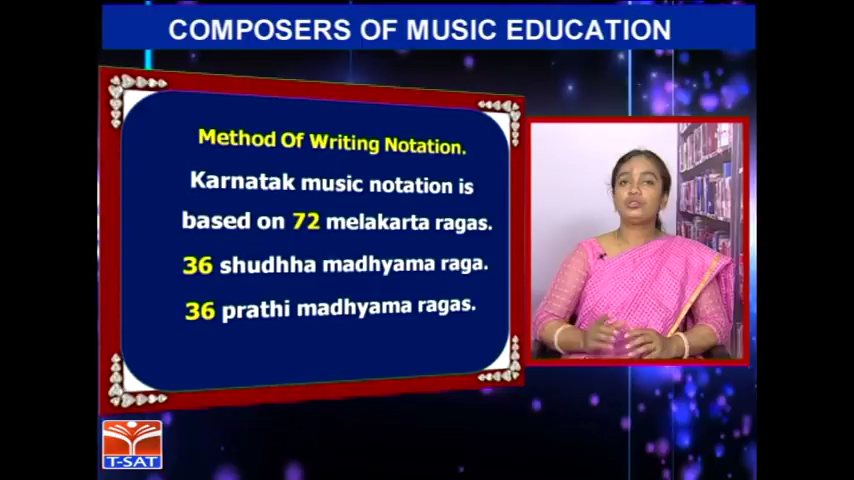 COMPOSERS OF MUSIC EDUCATION
Method Of Writing Notation.
Karnatak music notation is
based on 72 melakarta ragas.
36 shudhha madhyama raga.
36 prathi madhyama ragas.
T-SAT